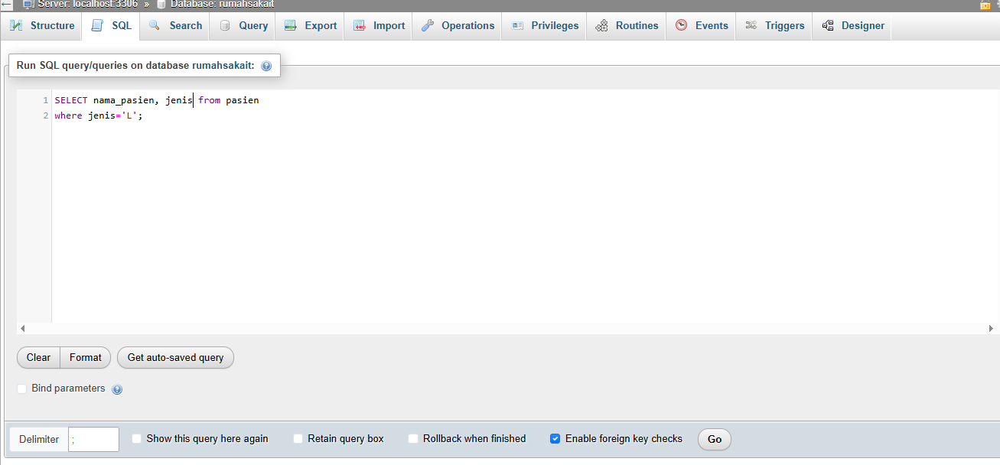 Server: localhost:3306 » Database: rumahsakait
Structure SQL Search Query Export Import Operations Privileges Routines Events Triggers Designer
Run SQL query/queries on database rumahsakait:
1 SELECT nama_pasien, jenis from pasien
2 where jenis='L';
Clear Format Get auto-saved query
Bind parameters
Delimiter ; Show this query here again Retain query box Rollback when finished Enable foreign key checks Go